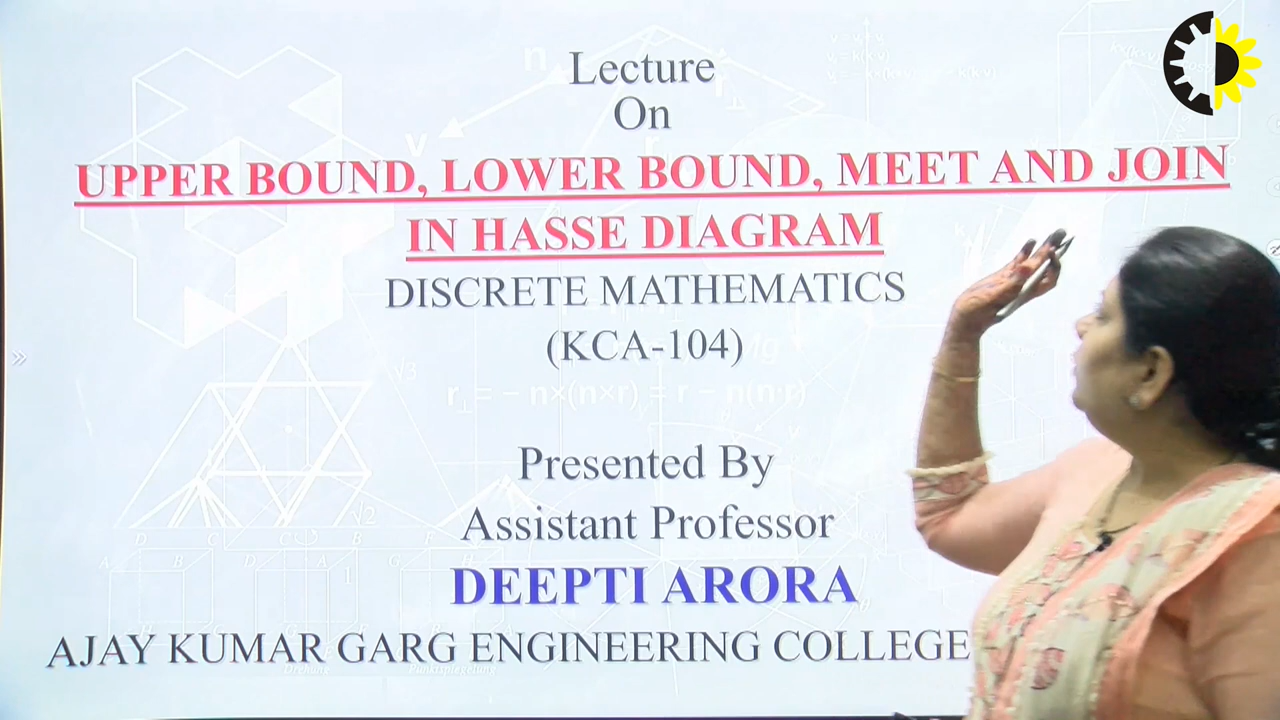 Lecture
On
UPPER BOUND, LOWER BOUND, MEET AND JOIN
IN HASSE DIAGRAM
DISCRETE MATHEMATICS
(KCA-104)
r⊥ = − n×(n×r) = r − n(n·r)
Presented By
Assistant Professor
DEEPTI ARORA
AJAY KUMAR GARG ENGINEERING COLLEGE